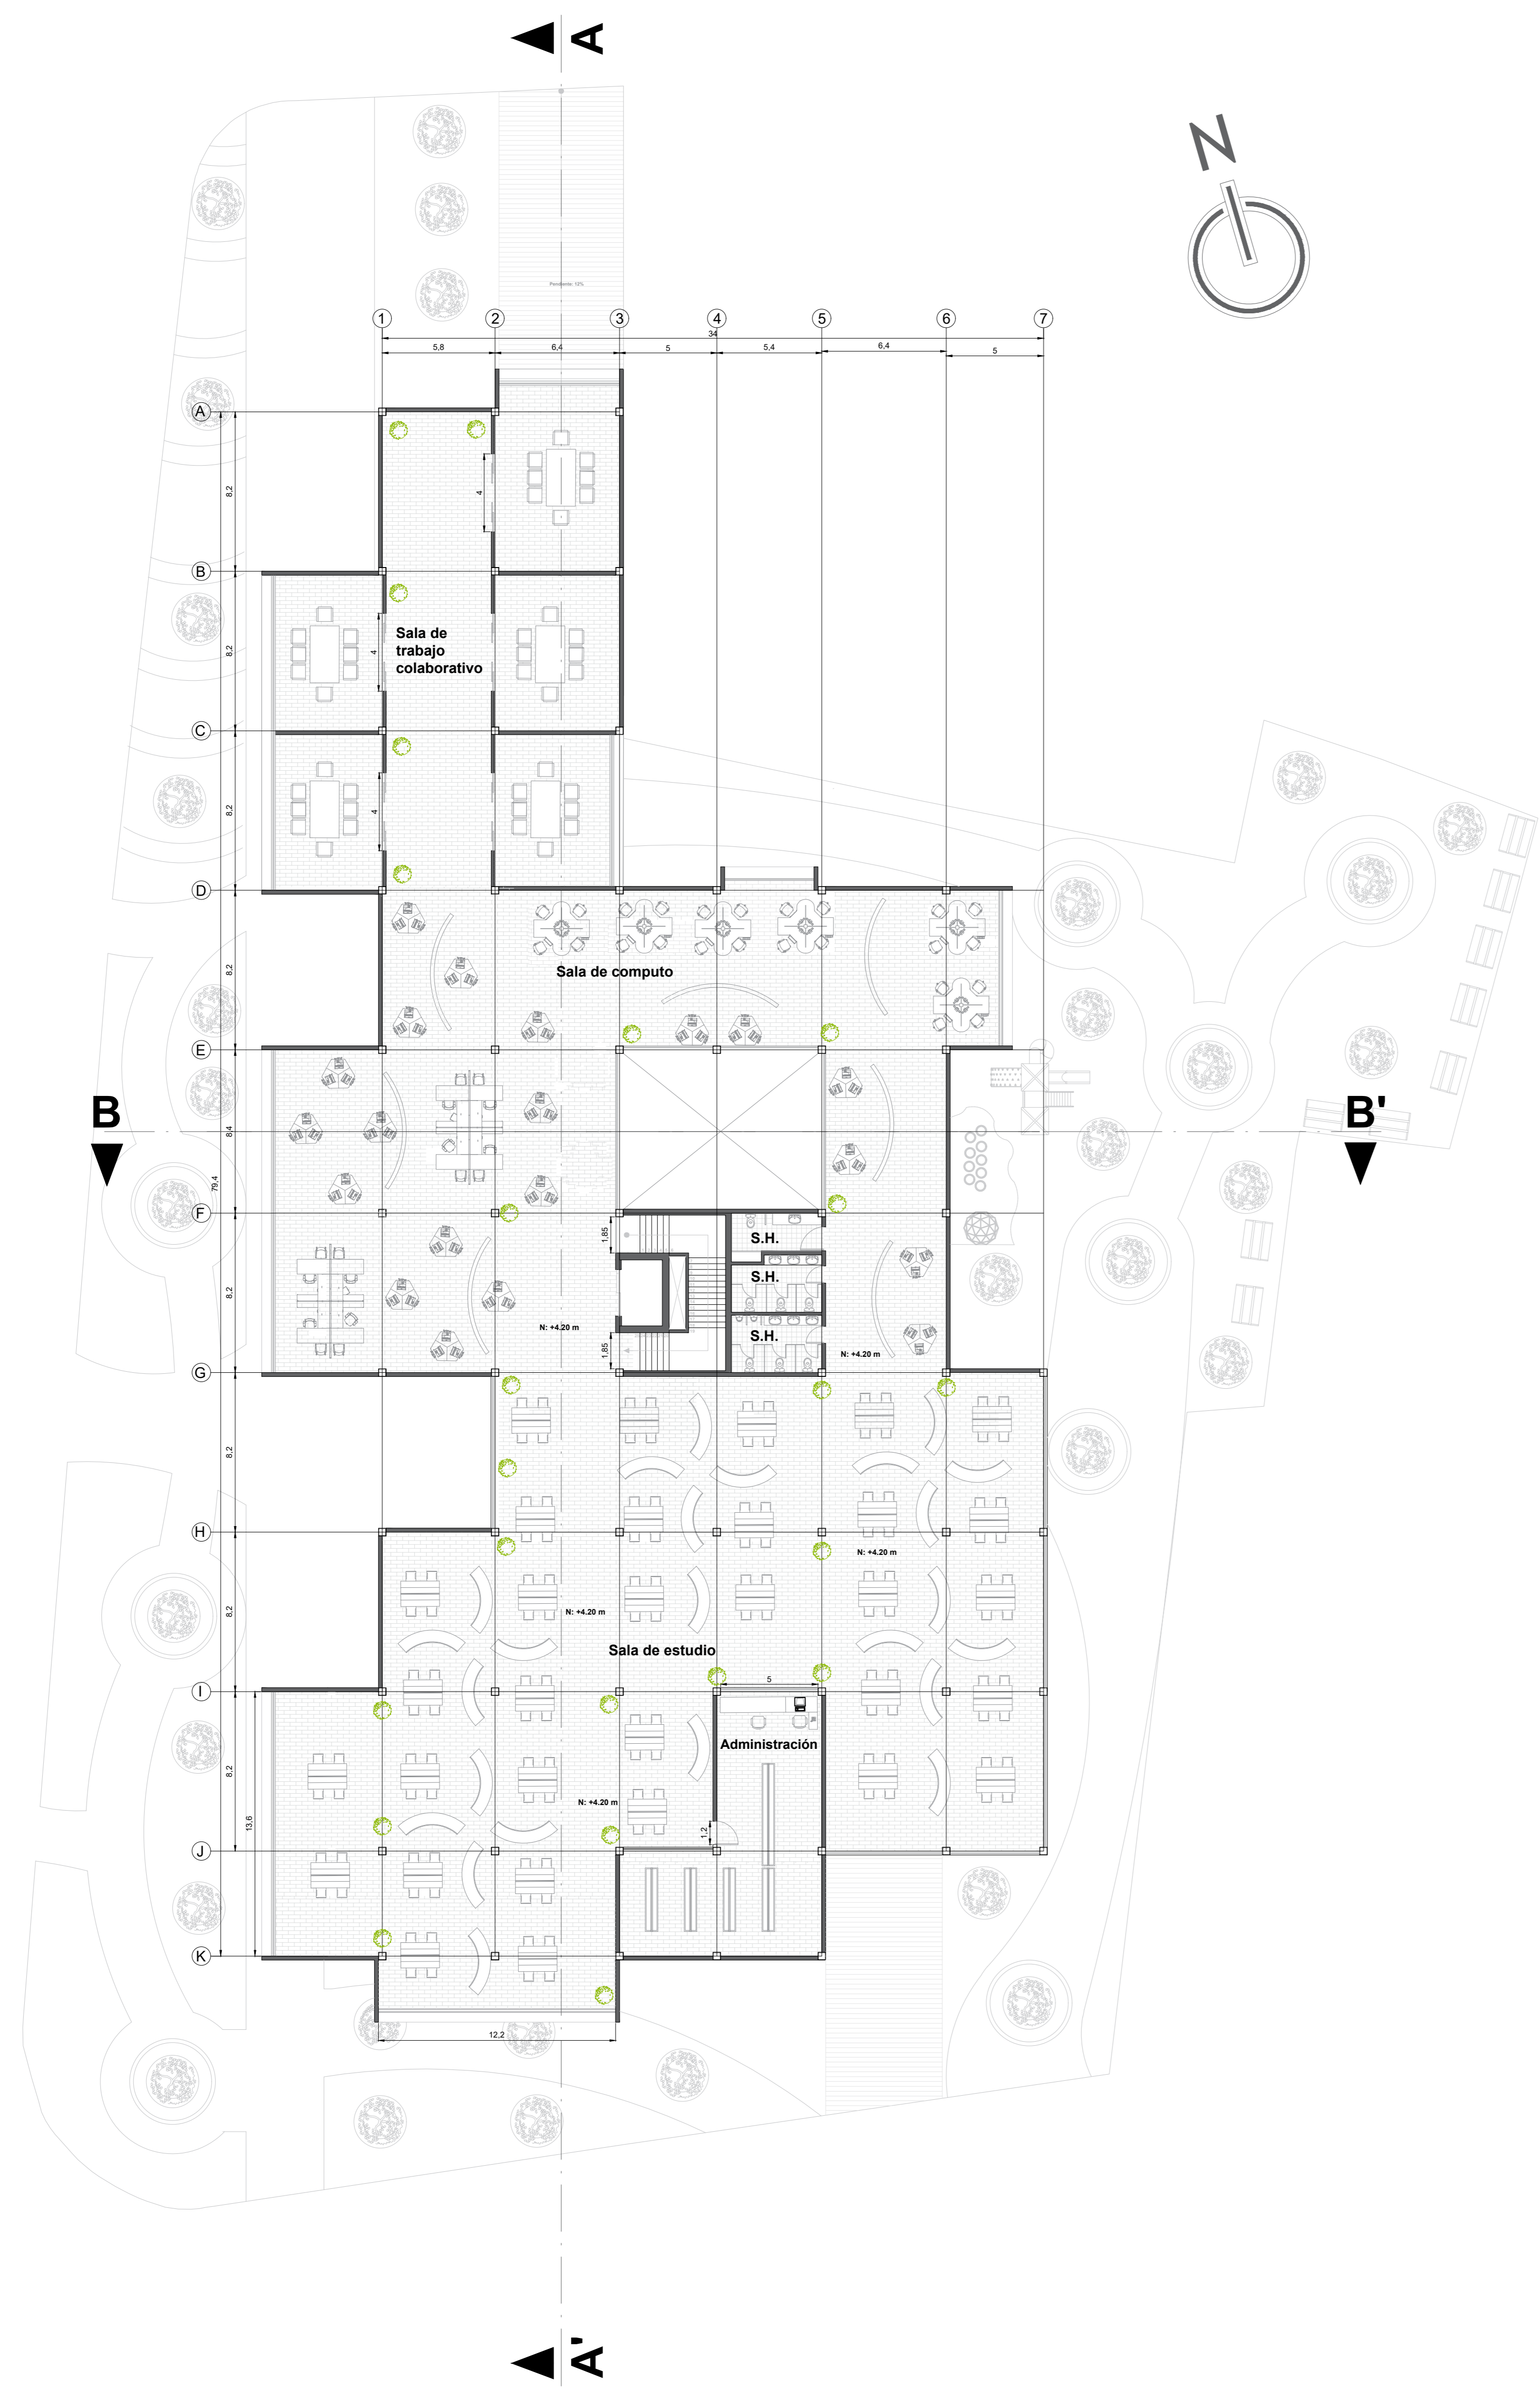 A
N
Pendiente: 12%
1
2
3
4
5
6
7
34
5,8
6,4
5
5,4
6,4
5
A
8,2
4
B
8,2
4
Sala de
trabajo
colaborativo
C
8,2
4
D
8,2
Sala de computo
E
B
B'
8,4
79,4
F
1,85
S.H.
S.H.
8,2
N: +4.20 m
S.H.
1,85
N: +4.20 m
G
8,2
H
N: +4.20 m
8,2
N: +4.20 m
Sala de estudio
I
5
Administración
8,2
N: +4.20 m
13,6
1,2
J
K
12,2
A'